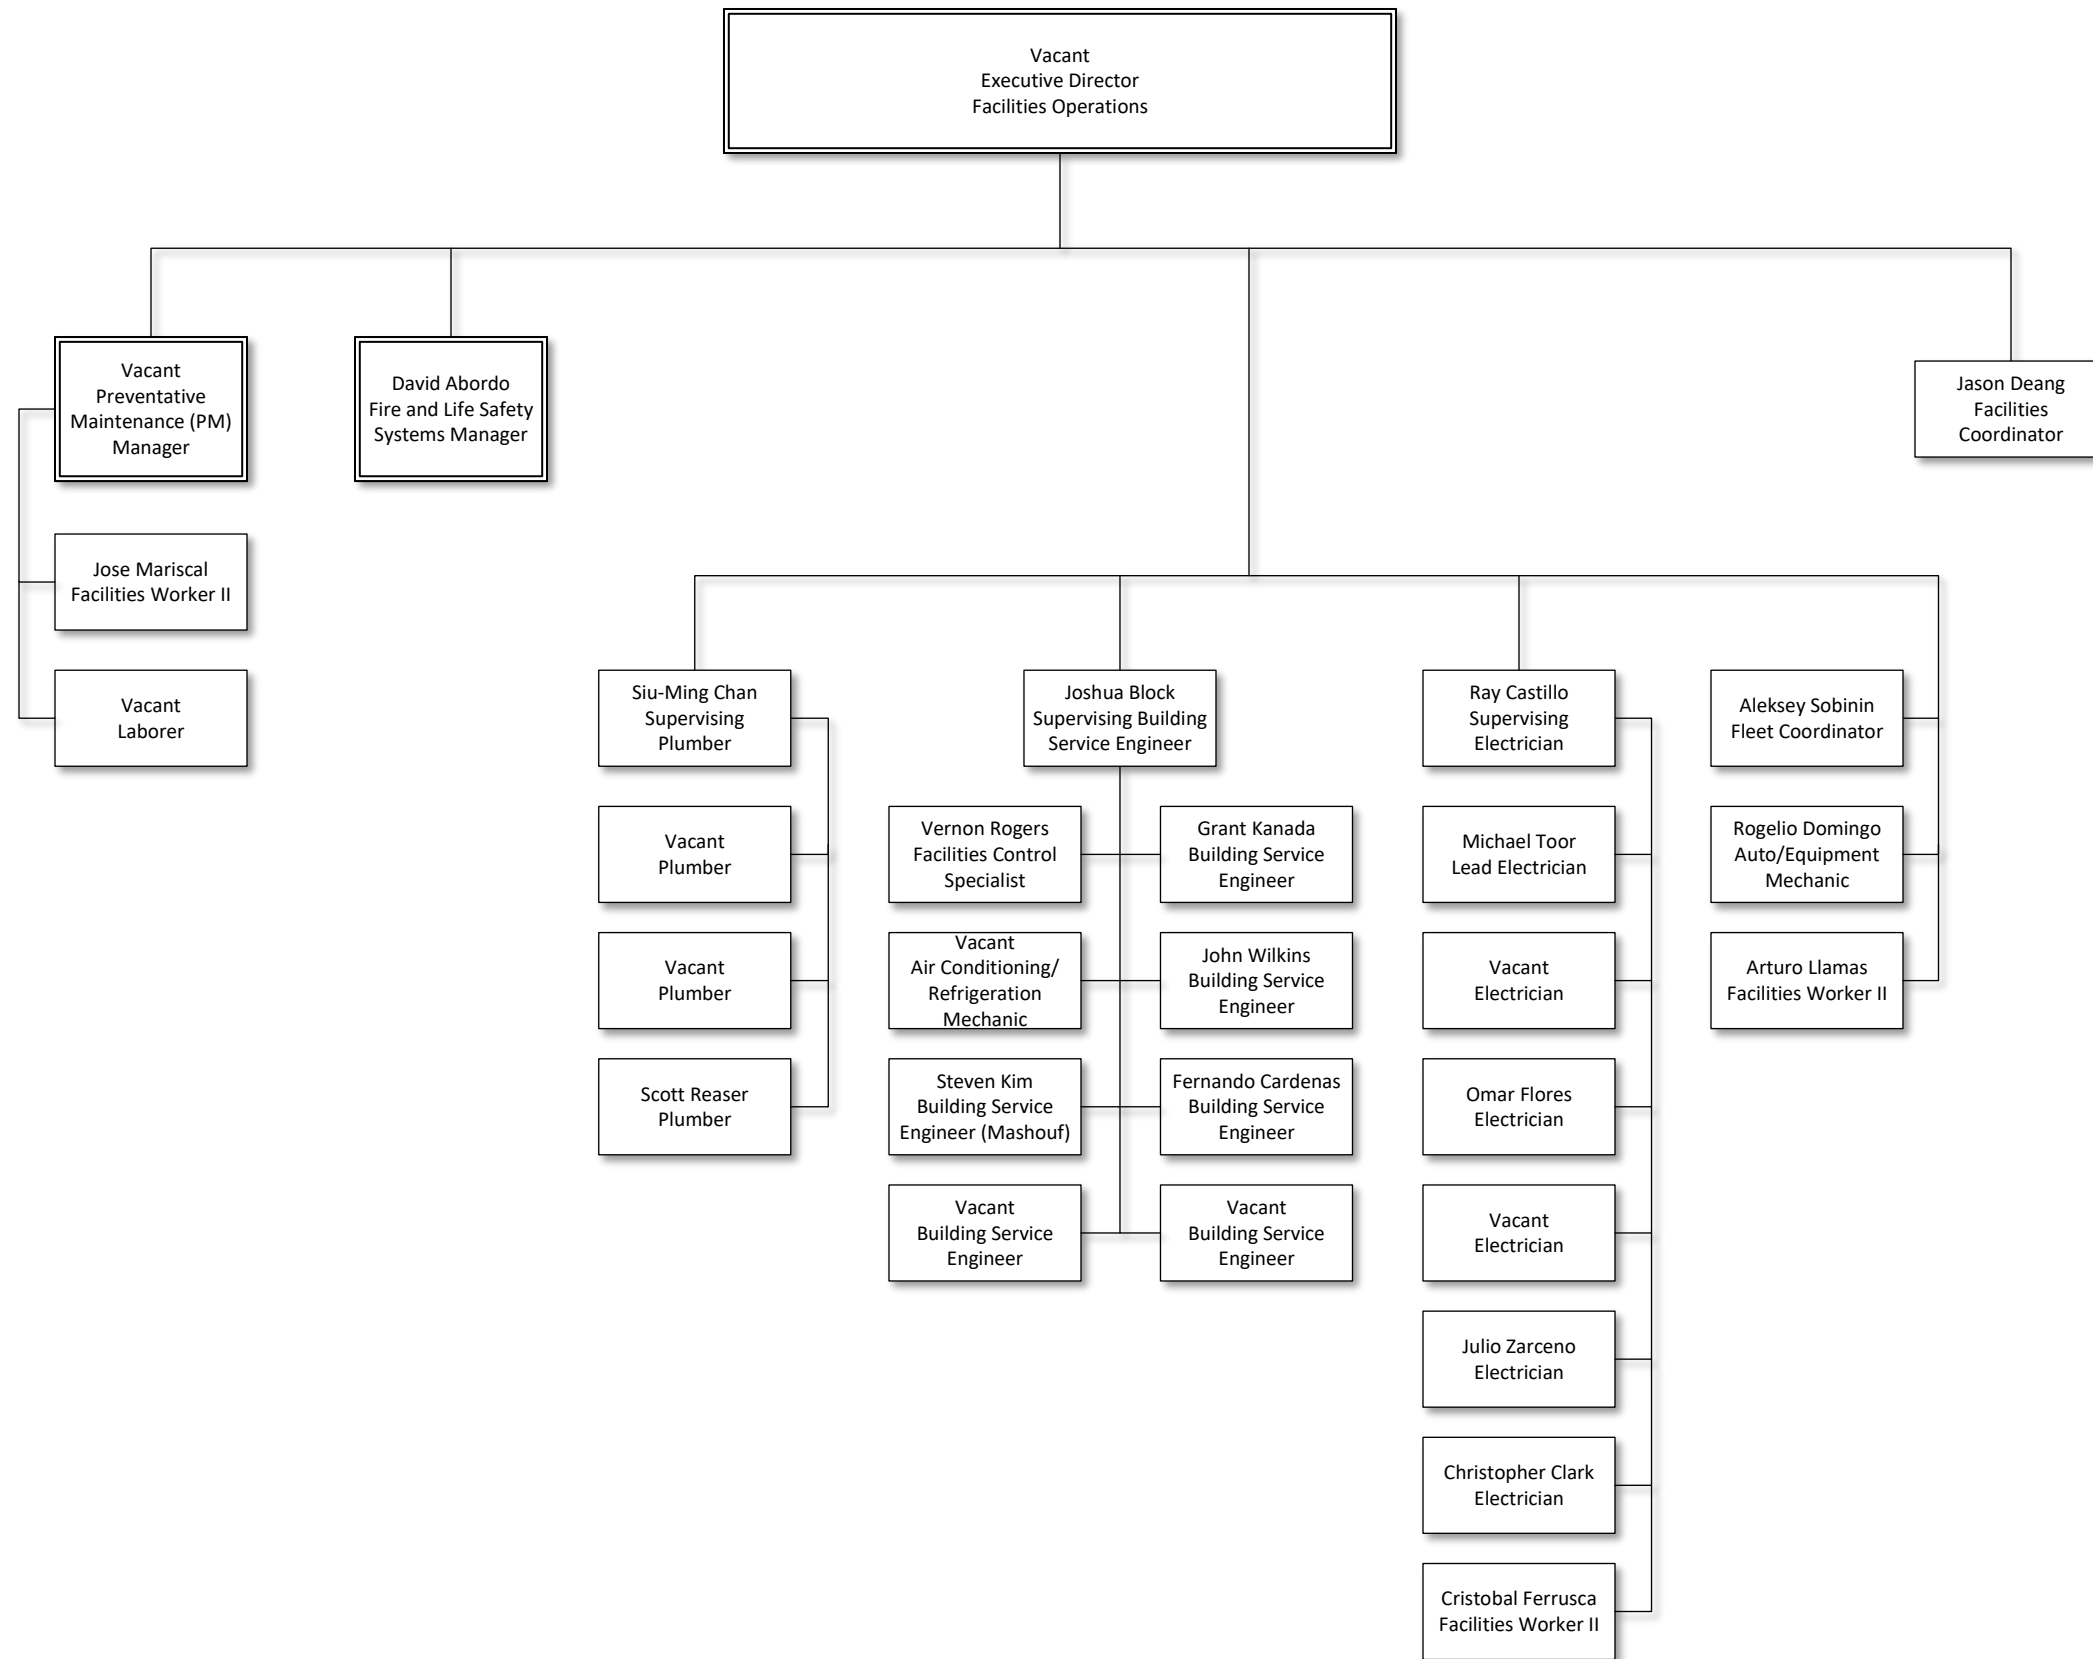 Vacant
Executive Director
Facilities Operations
Vacant
Preventative
Maintenance (PM)
Manager
David Abordo
Fire and Life Safety
Systems Manager
Jason Deang
Facilities
Coordinator
Jose Mariscal
Facilities Worker II
Vacant
Laborer
Siu-Ming Chan
Supervising
Plumber
Vacant
Plumber
Vacant
Plumber
Scott Reaser
Plumber
Joshua Block
Supervising Building
Service Engineer
Vernon Rogers
Facilities Control
Specialist
Grant Kanada
Building Service
Engineer
Vacant
Air Conditioning/
Refrigeration
Mechanic
John Wilkins
Building Service
Engineer
Steven Kim
Building Service
Engineer (Mashouf)
Fernando Cardenas
Building Service
Engineer
Vacant
Building Service
Engineer
Vacant
Building Service
Engineer
Ray Castillo
Supervising
Electrician
Michael Toor
Lead Electrician
Vacant
Electrician
Omar Flores
Electrician
Vacant
Electrician
Julio Zarceno
Electrician
Christopher Clark
Electrician
Cristobal Ferrusca
Facilities Worker II
Aleksey Sobinin
Fleet Coordinator
Rogelio Domingo
Auto/Equipment
Mechanic
Arturo Llamas
Facilities Worker II